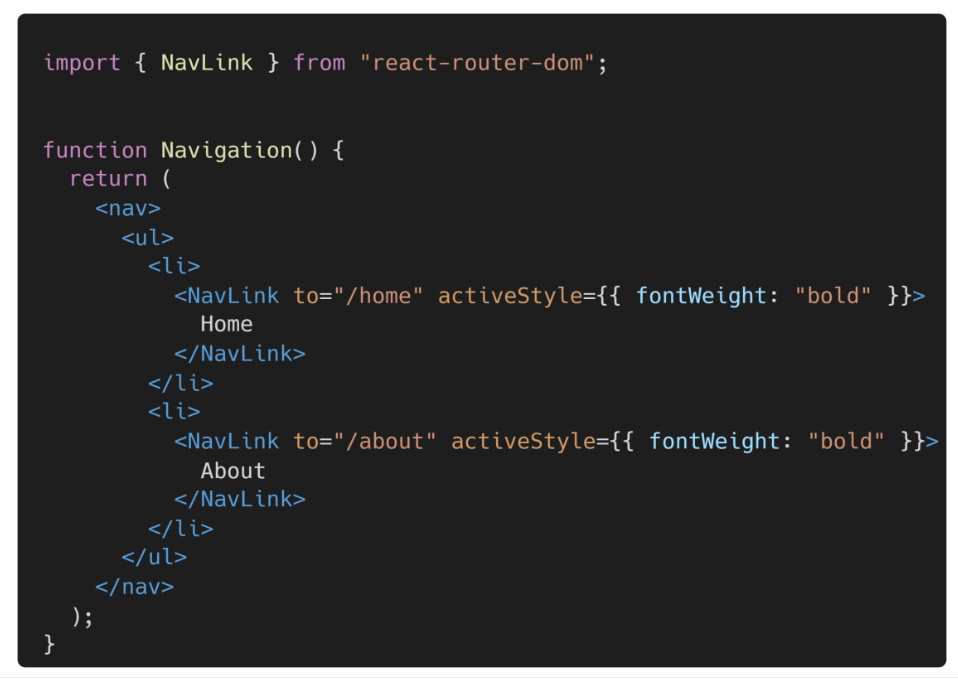 import { NavLink } from "react-router-dom";
function Navigation() {
return (
<nav>
<ul>
<li>
<NavLink to="/home" activeStyle={{ fontWeight: "bold" }}>
Home
</NavLink>
</li>
<li>
<NavLink to="/about" activeStyle={{ fontWeight: "bold" }}>
About
</NavLink>
</li>
</ul>
</nav>
);
}